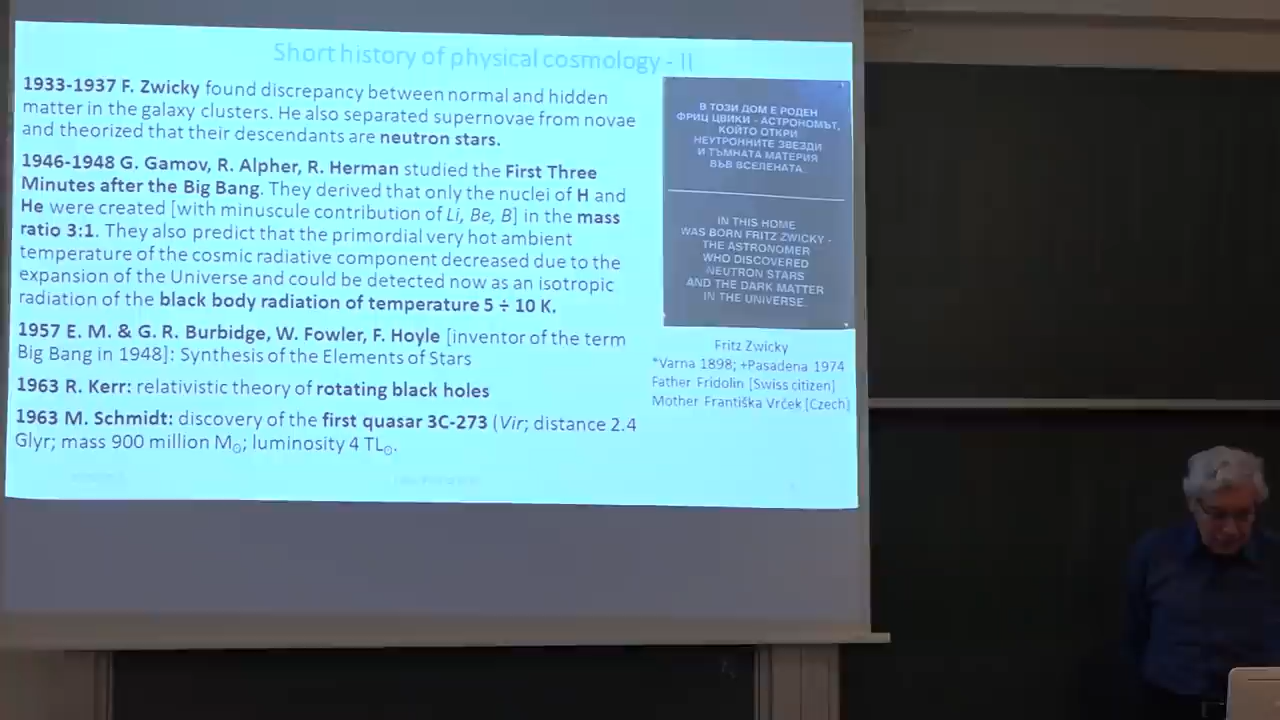 Short history of physical cosmology - II
1933-1937 F. Zwicky found discrepancy between normal and hidden
matter in the galaxy clusters. He also separated supernovae from novae
and theorized that their descendants are neutron stars.
1946-1948 G. Gamov, R. Alpher, R. Herman studied the First Three
Minutes after the Big Bang. They derived that only the nuclei of H and
He were created [with minuscule contribution of Li, Be, B] in the mass
ratio 3:1. They also predict that the primordial very hot ambient
temperature of the cosmic radiative component decreased due to the
expansion of the Universe and could be detected now as an isotropic
radiation of the black body radiation of temperature 5 ÷ 10 K.
1957 E. M. & G. R. Burbidge, W. Fowler, F. Hoyle [inventor of the term
Big Bang in 1948]: Synthesis of the Elements of Stars
1963 R. Kerr: relativistic theory of rotating black holes
1963 M. Schmidt: discovery of the first quasar 3C-273 (Vir; distance 2.4
Glyr; mass 900 million M☉; luminosity 4 TL☉.
В ТОЗИ ДОМ Е РОДЕН
ФРИЦ ЦВИКИ - АСТРОНОМЪТ,
КОЙТО ОТКРИ
НЕУТРОННИТЕ ЗВЕЗДИ
И ТЪМНАТА МАТЕРИЯ
ВЪВ ВСЕЛЕНАТА.
IN THIS HOME
WAS BORN FRITZ ZWICKY -
THE ASTRONOMER
WHO DISCOVERED
NEUTRON STARS
AND THE DARK MATTER
IN THE UNIVERSE.
Fritz Zwicky
*Varna 1898; +Pasadena 1974
Father Fridolin [Swiss citizen]
Mother Františka Vrček [Czech]